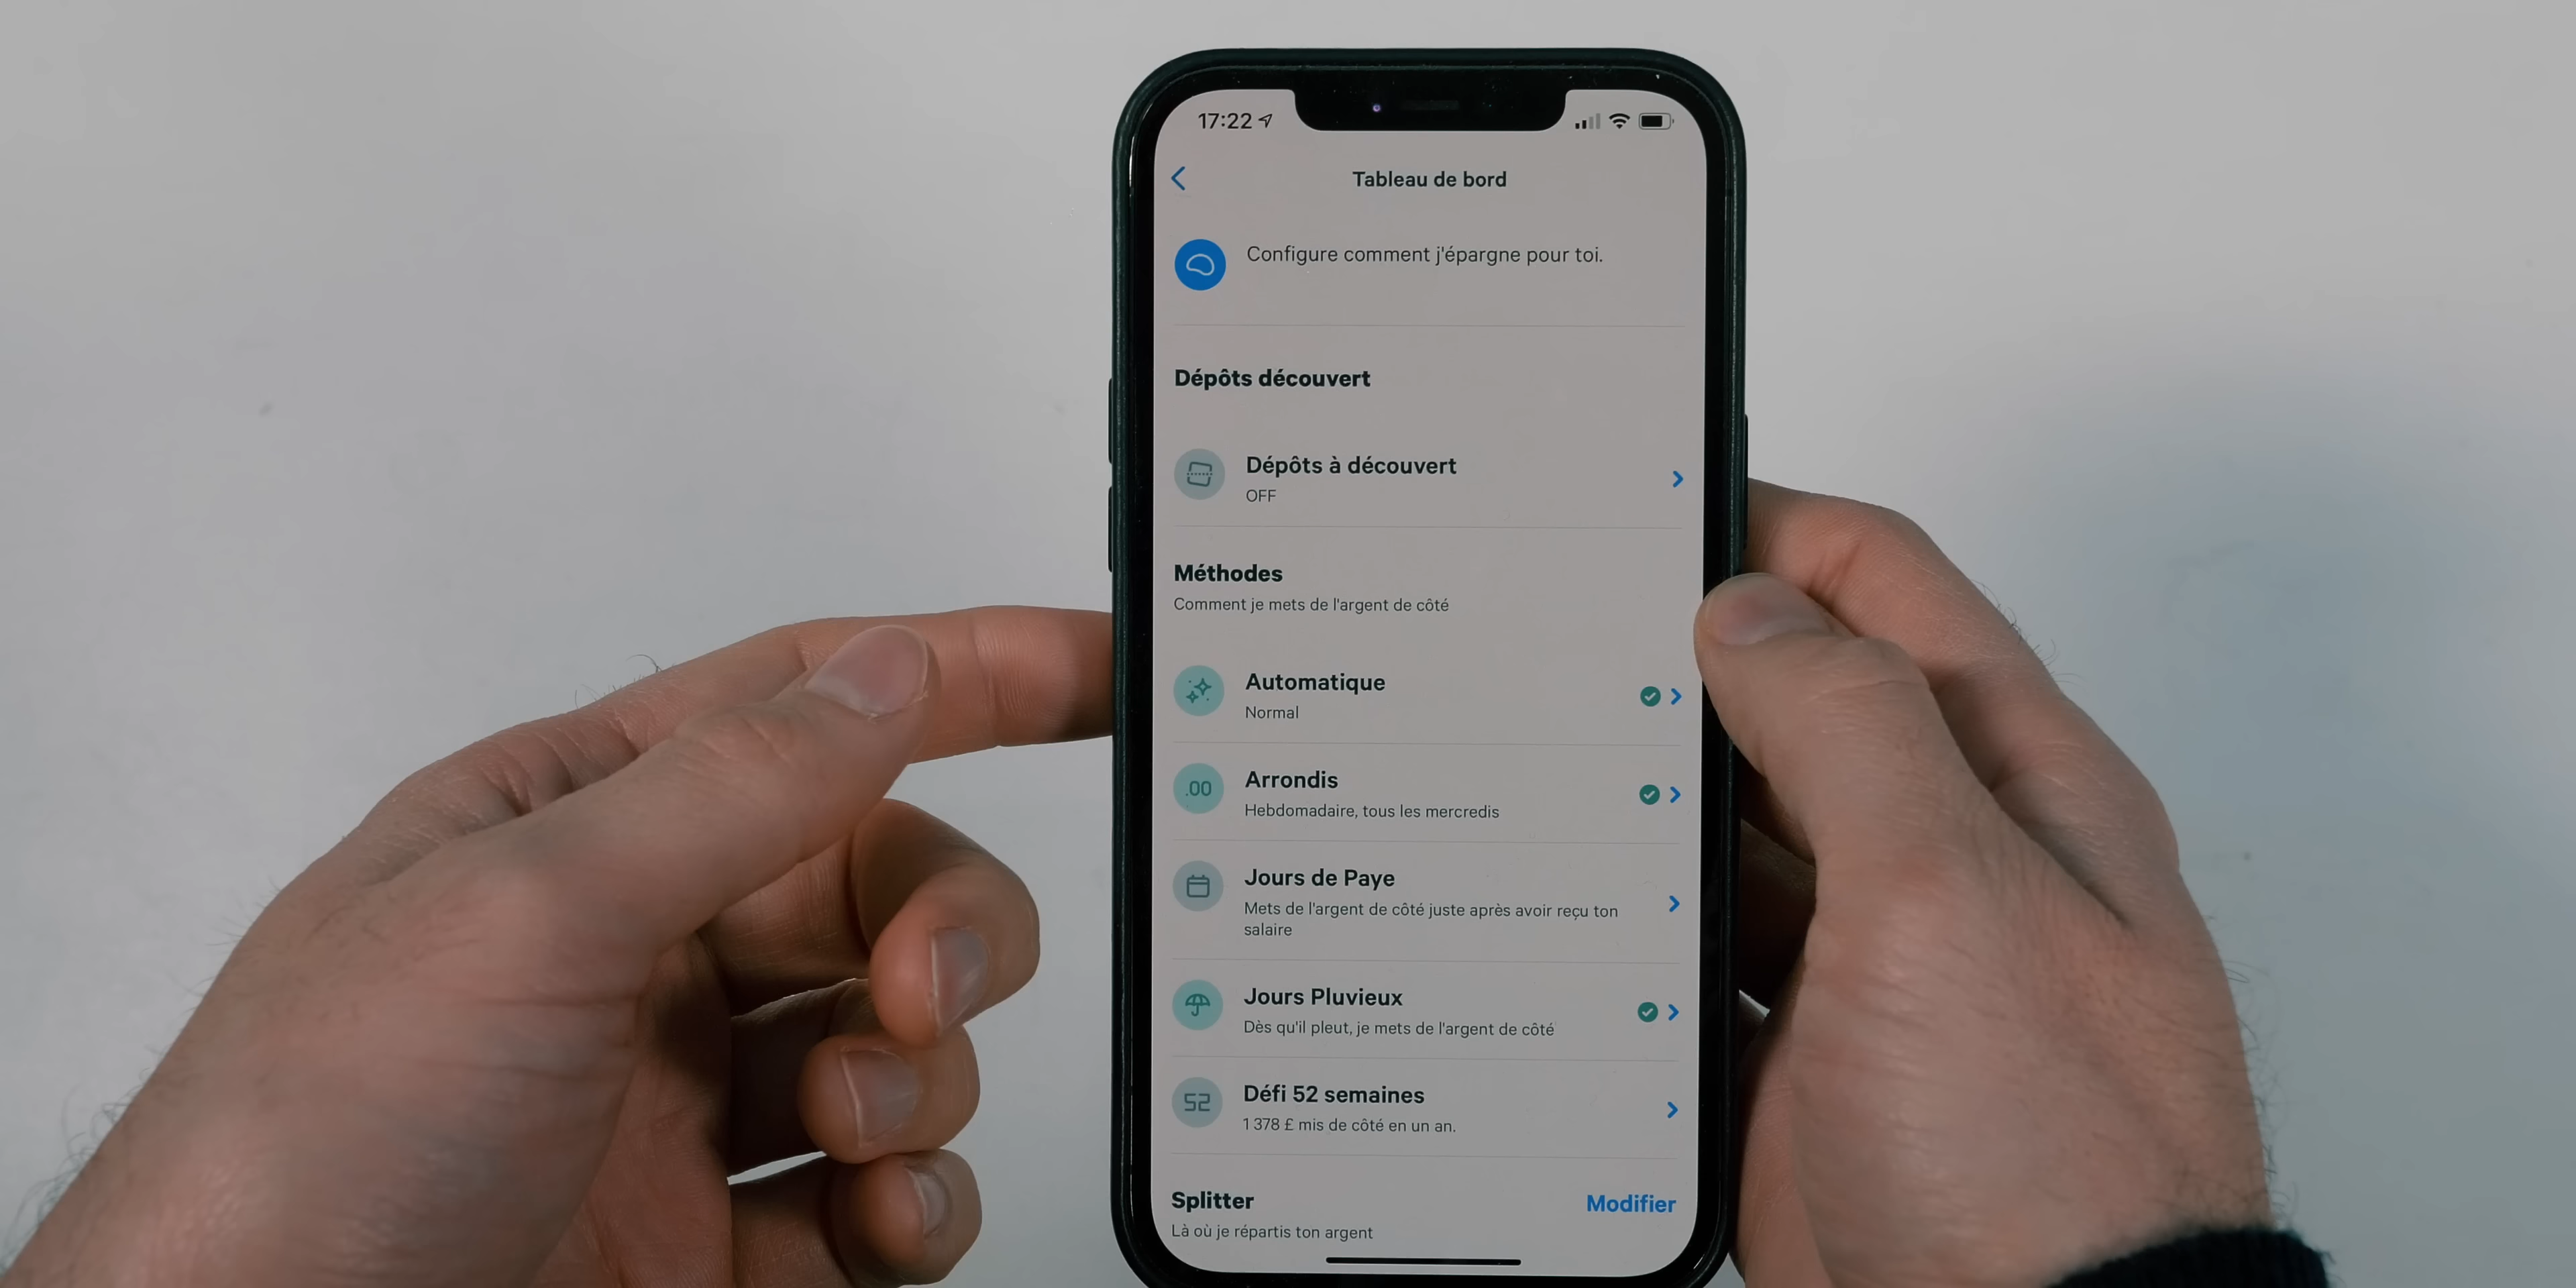 17:22
Tableau de bord
Configure comment j'épargne pour toi.
Dépôts découvert
Dépôts à découvert
OFF
Méthodes
Comment je mets de l'argent de côté
Automatique
Normal
.00
Arrondis
Hebdomadaire, tous les mercredis
Jours de Paye
Mets de l'argent de côté juste après avoir reçu ton
salaire
Jours Pluvieux
Dès qu'il pleut, je mets de l'argent de côté
52
Défi 52 semaines
1 378 £ mis de côté en un an.
Splitter
Modifier
Là où je répartis ton argent